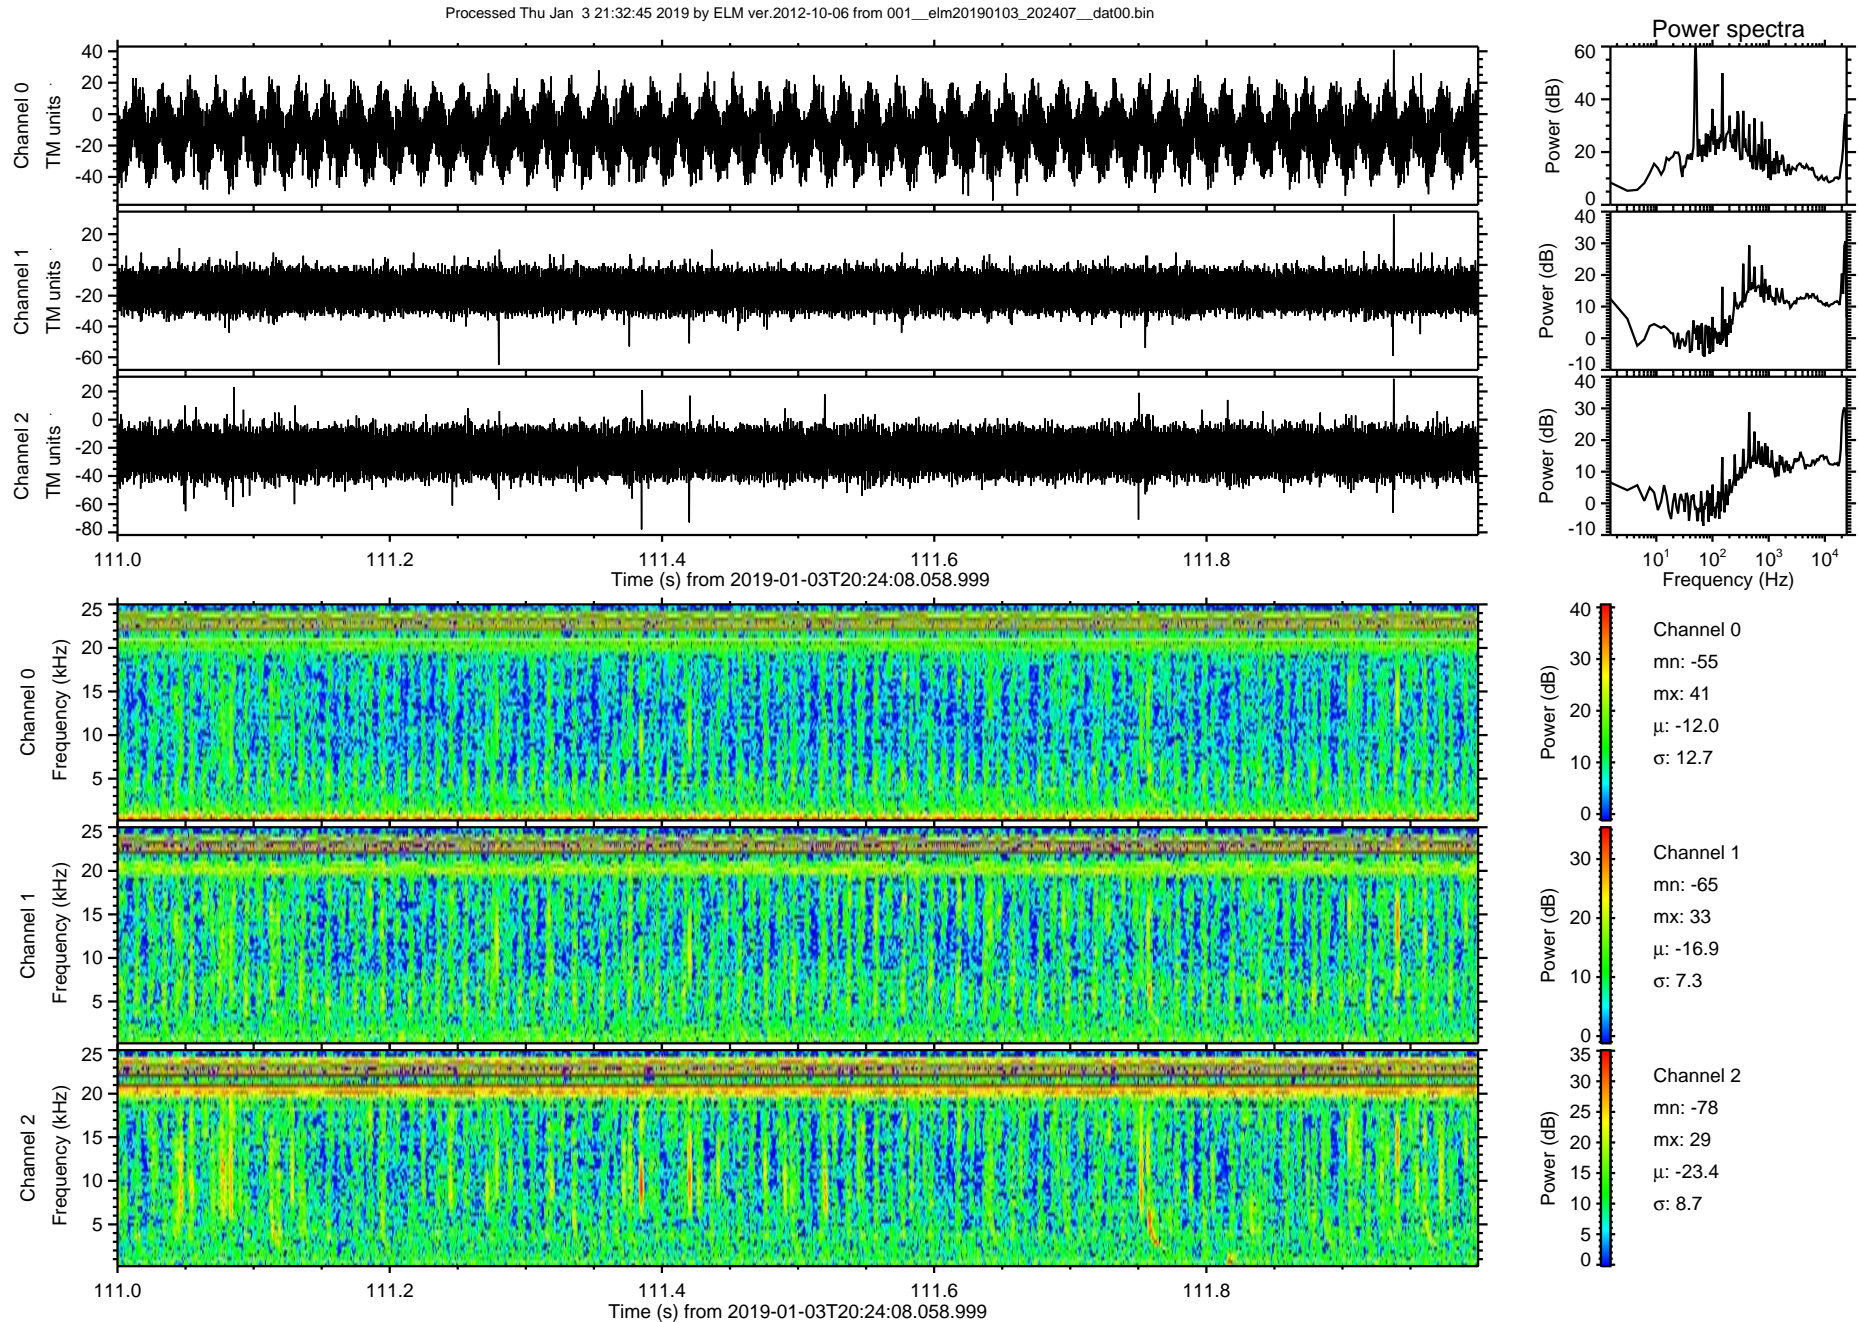 Processed Thu Jan  3 21:32:45 2019 by ELM ver.2012-10-06 from 001__elm20190103_202407__dat00.bin
Power spectra
Channel 0
TM units
40
20
0
-20
-40
Power (dB)
60
40
20
0
Channel 1
TM units
20
0
-20
-40
-60
Power (dB)
40
30
20
10
0
-10
Channel 2
TM units
20
0
-20
-40
-60
-80
Power (dB)
40
30
20
10
0
-10
111.0 111.2 111.4 111.6 111.8
Time (s) from 2019-01-03T20:24:08.058.999
10¹ 10² 10³ 10⁴
Frequency (Hz)
Channel 0
Frequency (kHz)
25
20
15
10
5
Power (dB)
40
30
20
10
0
Channel 0
mn: -55
mx: 41
μ: -12.0
σ: 12.7
Channel 1
Frequency (kHz)
25
20
15
10
5
Power (dB)
30
20
10
0
Channel 1
mn: -65
mx: 33
μ: -16.9
σ: 7.3
Channel 2
Frequency (kHz)
25
20
15
10
5
Power (dB)
35
30
25
20
15
10
5
0
Channel 2
mn: -78
mx: 29
μ: -23.4
σ: 8.7
111.0 111.2 111.4 111.6 111.8
Time (s) from 2019-01-03T20:24:08.058.999